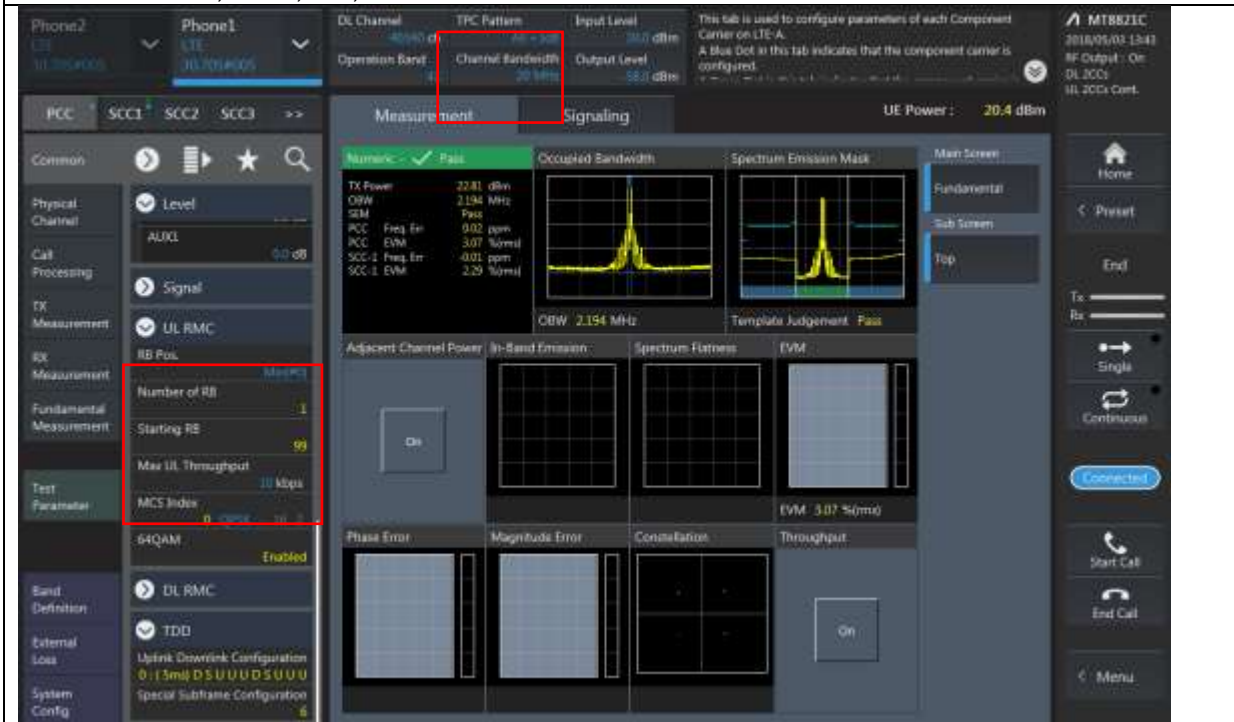 Phone2
LTE
Phone1
LTE
DL Channel
TPC Pattern
Input Level
dBm
Operation Band
Channel Bandwidth
20 MHz
Output Level
dBm
This tab is used to configure parameters of each Component
Carrier on LTE-A.
A Blue Dot in this tab indicates that the component carrier is
configured.
MT8821C
2018/05/03 13:43
RF Output : On
DL 2CCs
UL 2CCs Cont.
PCC
SCC1
SCC2
SCC3
>>
Measurement
Signaling
UE Power : 20.4 dBm
Common
Physical
Channel
Call
Processing
TX
Measurement
RX
Measurement
Fundamental
Measurement
Test
Parameter
Band
Definition
External
Loss
System
Config
Level
AUX1
0.0 dB
Signal
UL RMC
RB Pos.
Number of RB
1
Starting RB
99
Max UL Throughput
kbps
MCS Index
0 QPSK
64QAM
Enabled
DL RMC
TDD
Uplink Downlink Configuration
0 : ( 5ms) D S U U U D S U U U
Special Subframe Configuration
6
Numeric - Pass
TX Power 22.81 dBm
OBW 2.194 MHz
SEM Pass
PCC Freq. Err 0.02 ppm
PCC EVM 3.07 %(rms)
SCC-1 Freq. Err -0.01 ppm
SCC-1 EVM 2.29 %(rms)
Occupied Bandwidth
OBW 2.194 MHz
Spectrum Emission Mask
Template Judgement Pass
Main Screen
Fundamental
Sub Screen
Top
Adjacent Channel Power
On
In-Band Emission
Spectrum Flatness
EVM
EVM 3.07 %(rms)
Phase Error
Magnitude Error
Constellation
Throughput
On
Home
< Preset
End
Tx
Rx
Single
Continuous
Connected
Start Call
End Call
< Menu